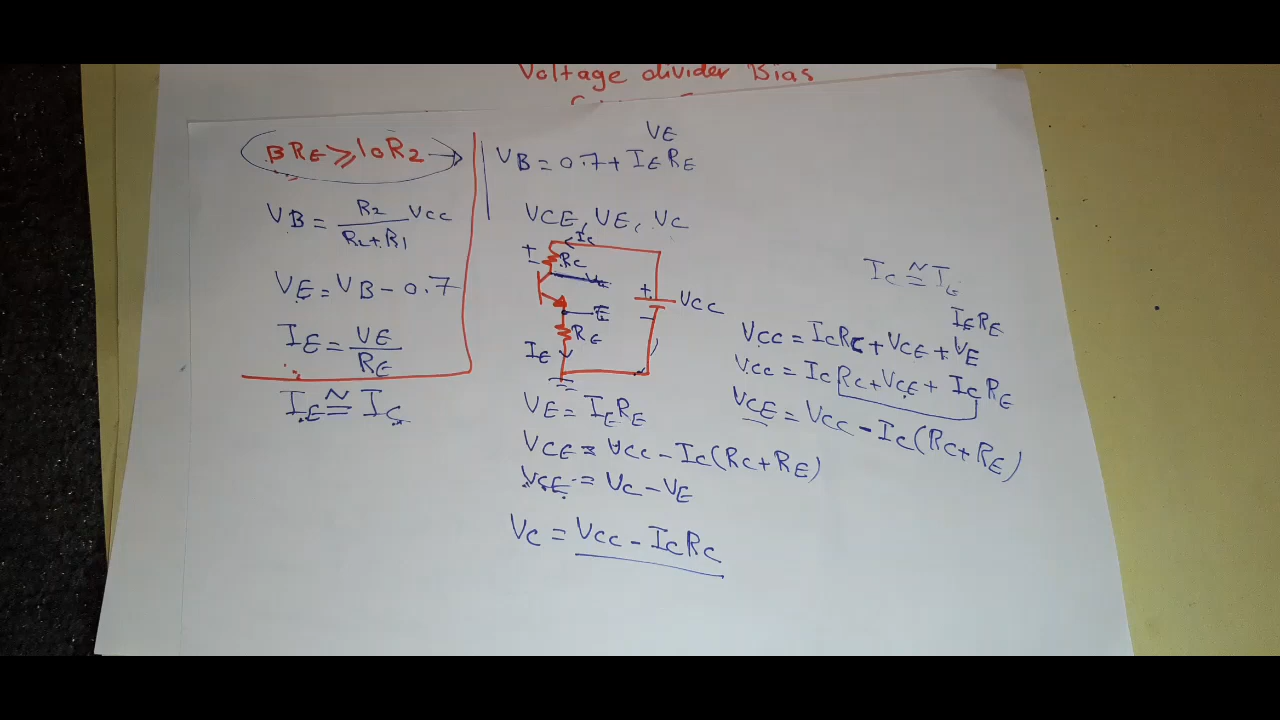 Voltage divider Bias
BRE ≥ 10R2 →
VB = R2 / R2+R1 VCC
VE = VB - 0.7
IE = VE / RE
IE ≅ IC
VE
VB = 0.7 + IERE
VCE, VE, VC
IC
+
-
RC
E
RE
IE
+
-
VCC
VE = IERE
VCE = VCC - IC(RC+RE)
VCE = VC - VE
VC = VCC - ICRC
IC ≅ IE
IERE
VCC = ICRC + VCE + VE
VCC = ICRC + VCE + ICRE
VCE = VCC - IC(RC+RE)